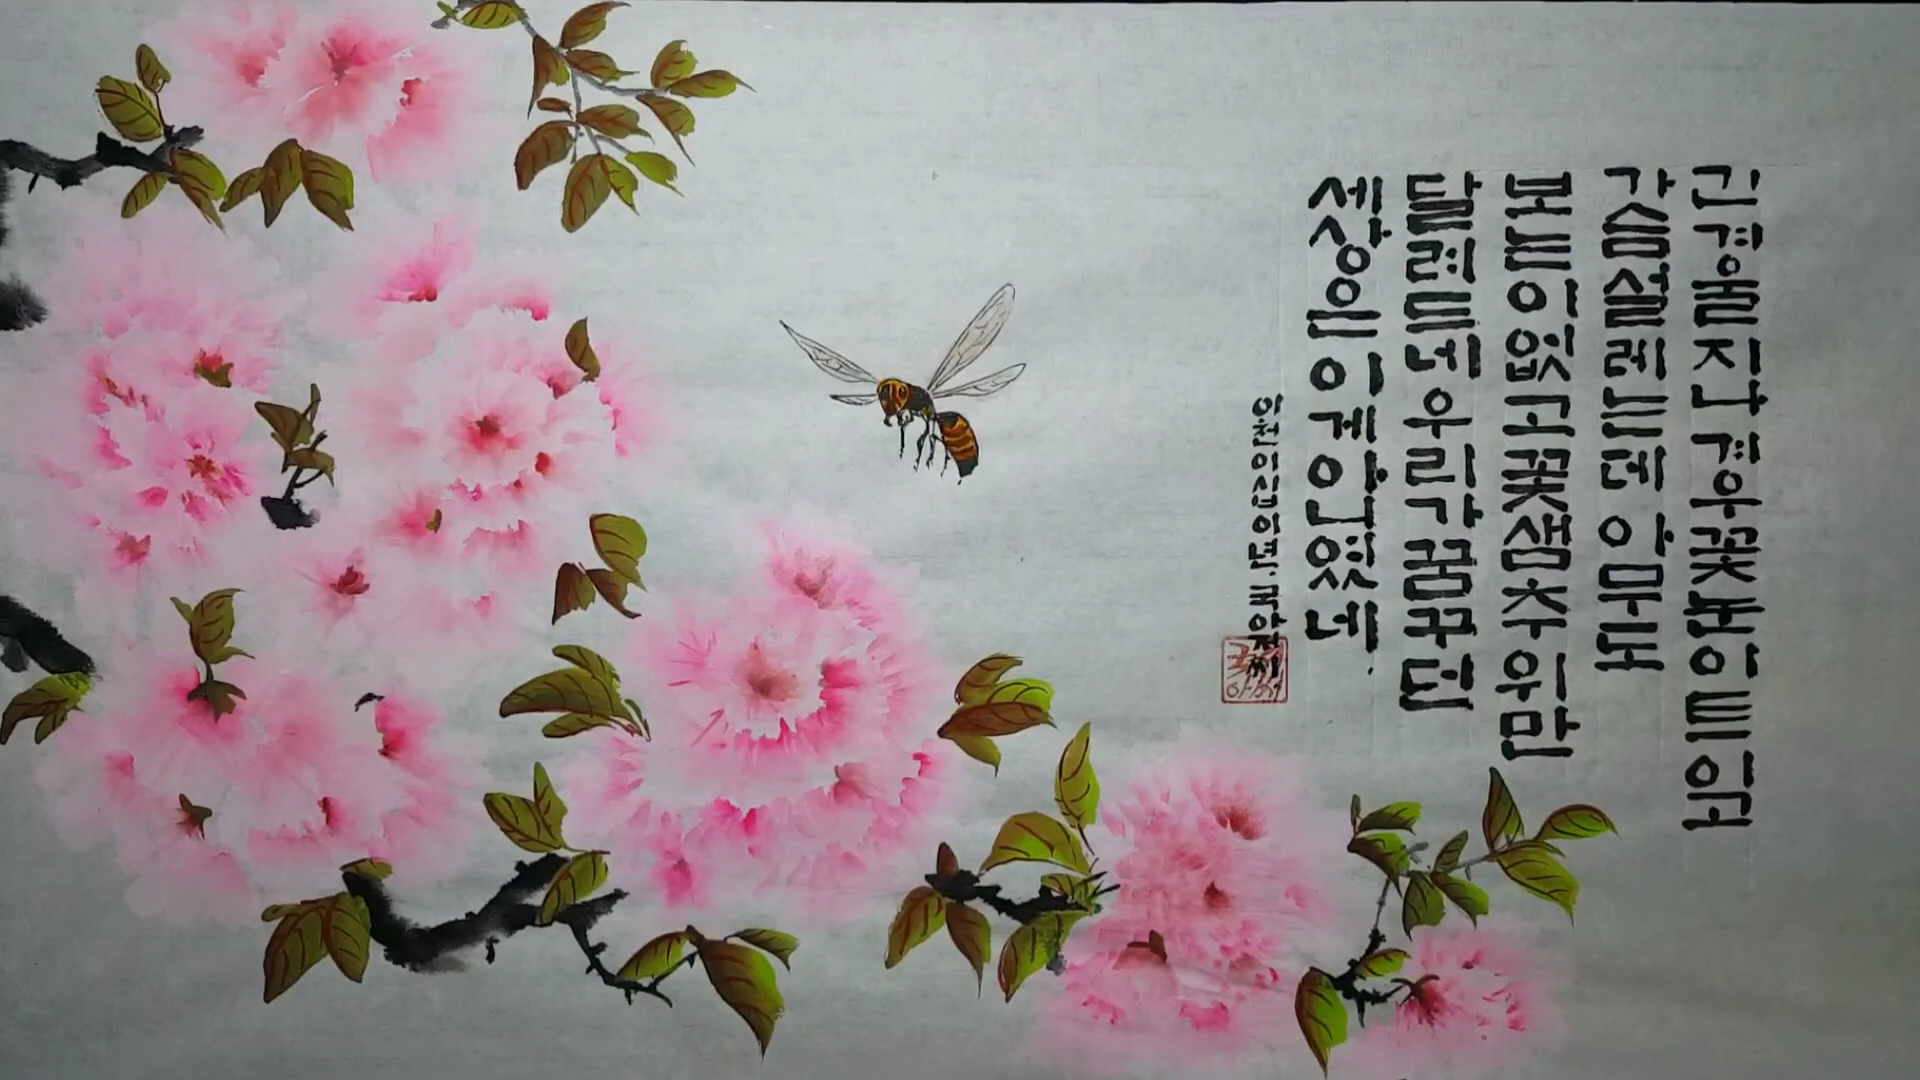 긴겨울지나 겨우꽃눈이트이고
가슴설레는데 아무도
보는이없고꽃샘추위만
달려드네우리가꿈꾸던
세상은이게아니었네.
이천이십이년.